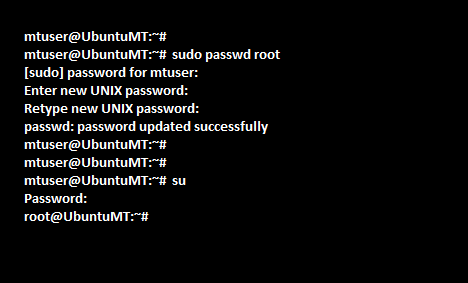 mtuser@UbuntuMT:~#
mtuser@UbuntuMT:~# sudo passwd root
[sudo] password for mtuser:
Enter new UNIX password:
Retype new UNIX password:
passwd: password updated successfully
mtuser@UbuntuMT:~#
mtuser@UbuntuMT:~#
mtuser@UbuntuMT:~# su
Password:
root@UbuntuMT:~#